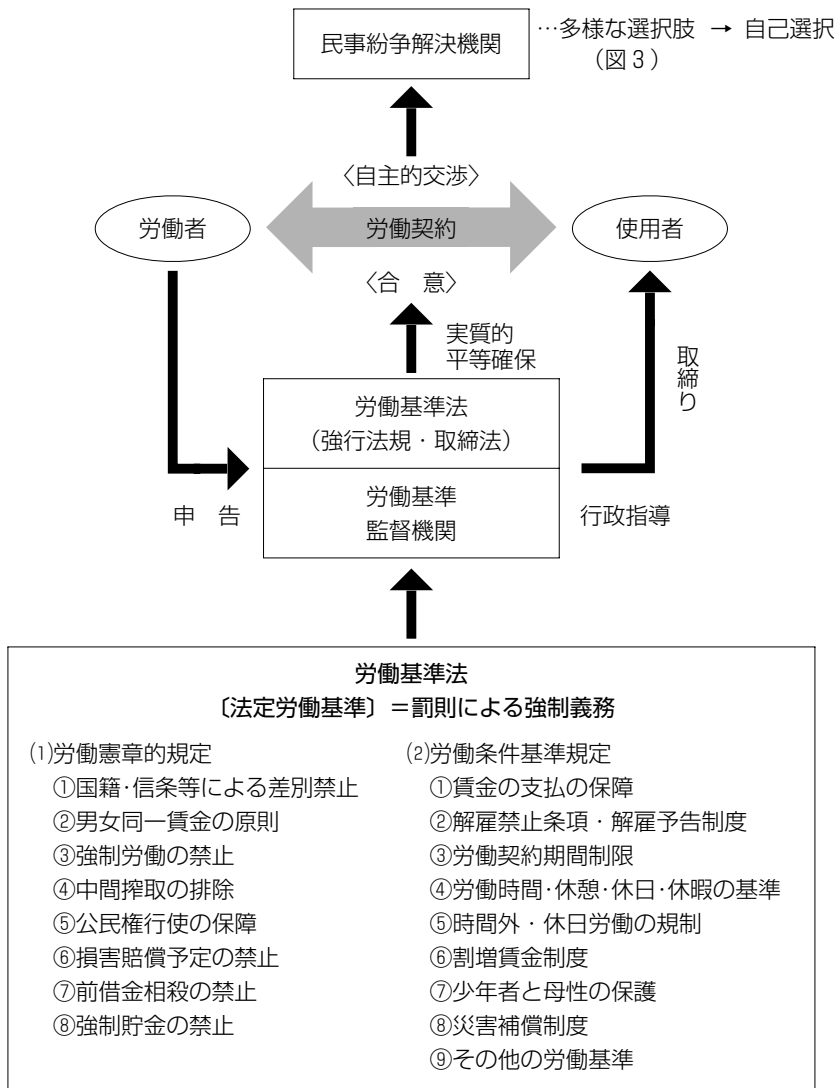 民事紛争解決機関
…多様な選択肢 → 自己選択
（図3）
〈自主的交渉〉
労働者
労働契約
使用者
〈合　意〉
実質的
平等確保
取締り
労働基準法
（強行法規・取締法）
労働基準
監督機関
申　告
行政指導
労働基準法
〔法定労働基準〕＝罰則による強制義務
⑴労働憲章的規定
①国籍･信条等による差別禁止
②男女同一賃金の原則
③強制労働の禁止
④中間搾取の排除
⑤公民権行使の保障
⑥損害賠償予定の禁止
⑦前借金相殺の禁止
⑧強制貯金の禁止
⑵労働条件基準規定
①賃金の支払の保障
②解雇禁止条項・解雇予告制度
③労働契約期間制限
④労働時間･休憩･休日･休暇の基準
⑤時間外・休日労働の規制
⑥割増賃金制度
⑦少年者と母性の保護
⑧災害補償制度
⑨その他の労働基準